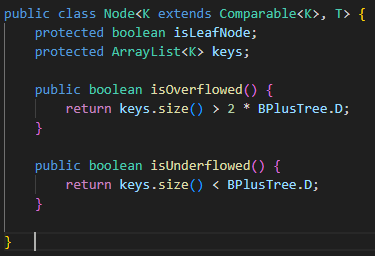 public class Node<K extends Comparable<K>, T> {
    protected boolean isLeafNode;
    protected ArrayList<K> keys;

    public boolean isOverflowed() {
        return keys.size() > 2 * BPlusTree.D;
    }

    public boolean isUnderflowed() {
        return keys.size() < BPlusTree.D;
    }

}